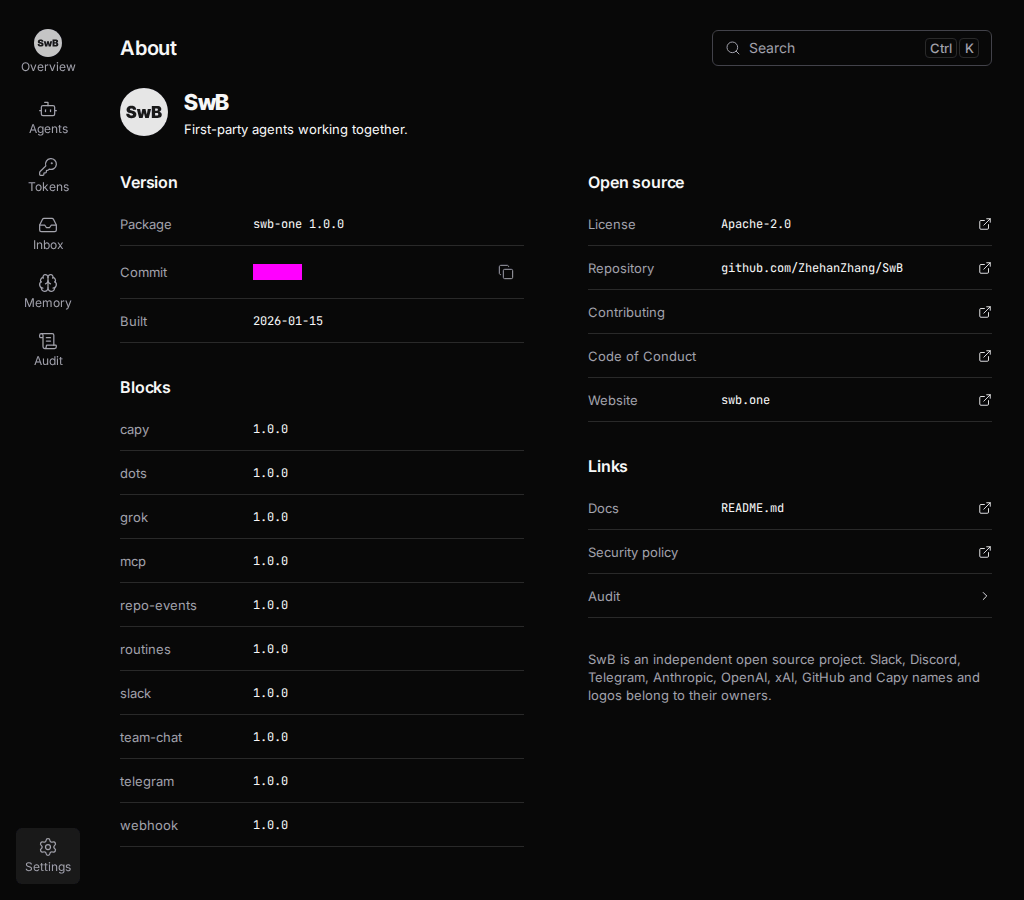 SwB
Overview
Agents
Tokens
Inbox
Memory
Audit
Settings
About
Search
Ctrl K
SwB
SwB
First-party agents working together.
Version
Package swb-one 1.0.0
Commit
Built 2026-01-15
Blocks
capy 1.0.0
dots 1.0.0
grok 1.0.0
mcp 1.0.0
repo-events 1.0.0
routines 1.0.0
slack 1.0.0
team-chat 1.0.0
telegram 1.0.0
webhook 1.0.0
Open source
License Apache-2.0
Repository github.com/ZhehanZhang/SwB
Contributing
Code of Conduct
Website swb.one
Links
Docs README.md
Security policy
Audit
SwB is an independent open source project. Slack, Discord,
Telegram, Anthropic, OpenAI, xAI, GitHub and Capy names and
logos belong to their owners.